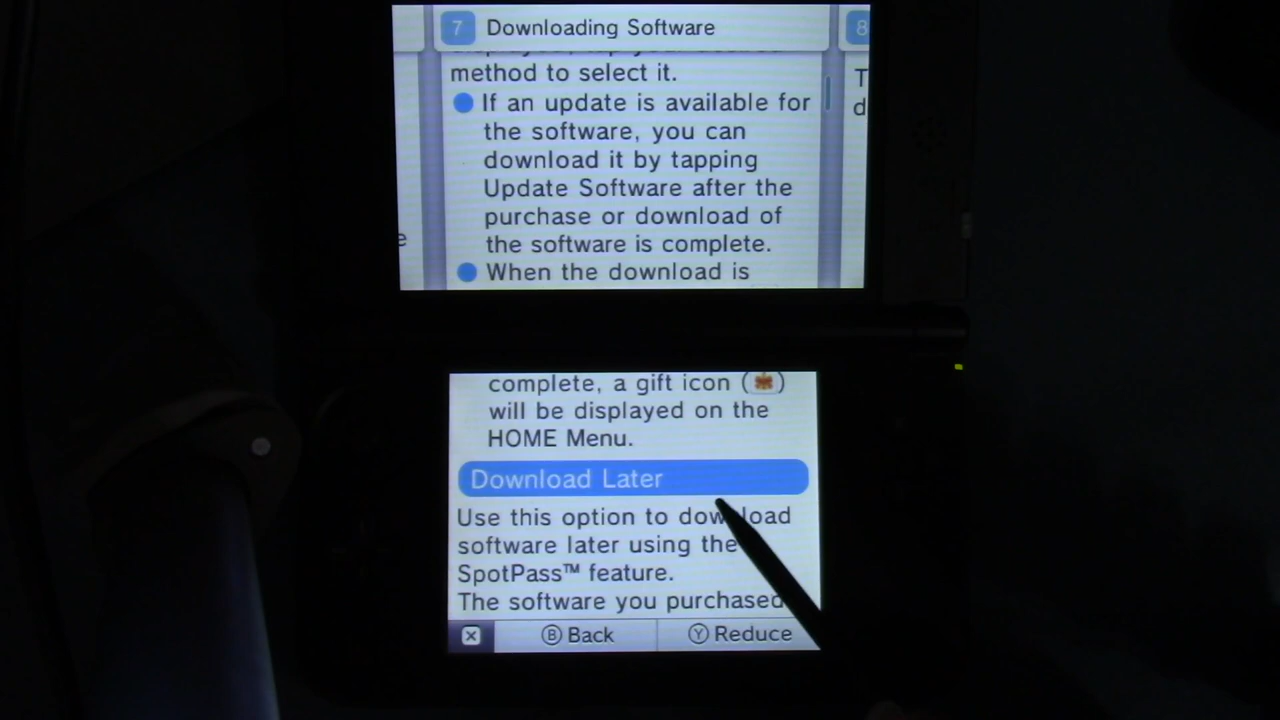 7 Downloading Software 8
method to select it.
If an update is available for
the software, you can
download it by tapping
Update Software after the
purchase or download of
the software is complete.
When the download is
e
T
d
complete, a gift icon ( )
will be displayed on the
HOME Menu.
Download Later
Use this option to download
software later using the
SpotPass™ feature.
The software you purchased
X B Back Y Reduce